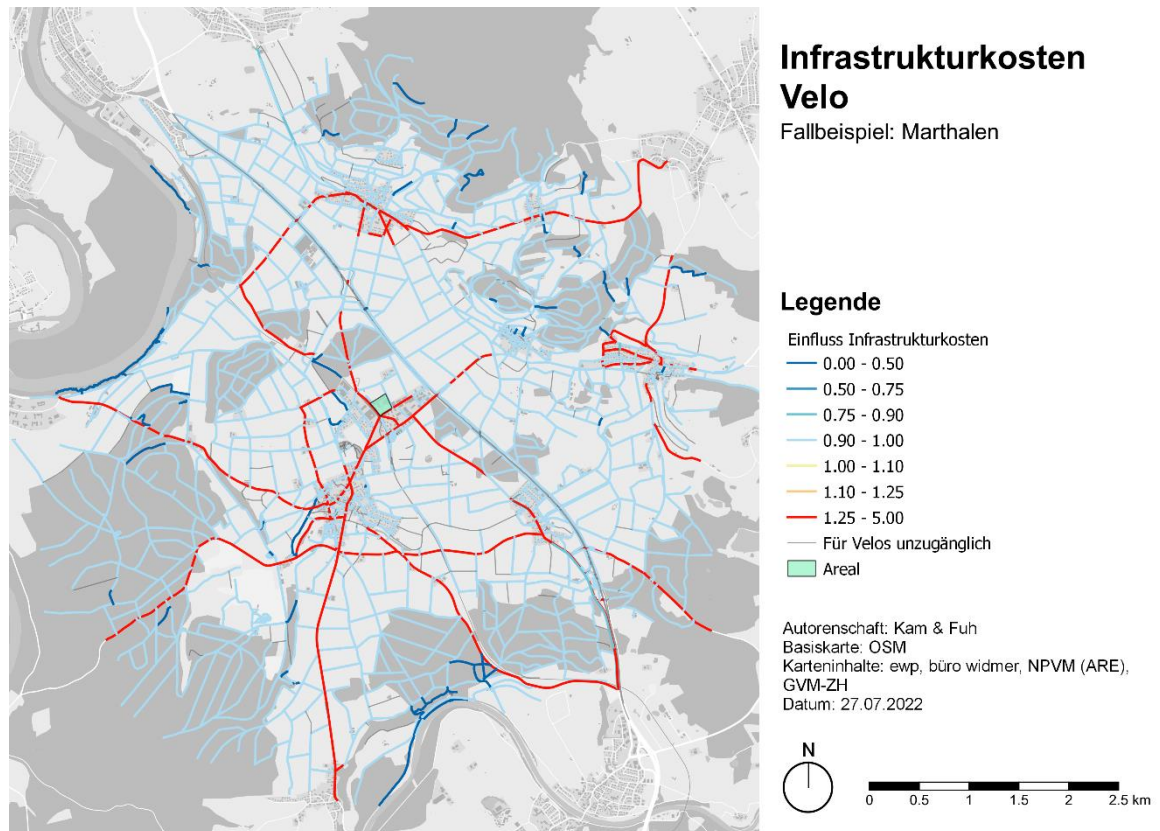 Infrastrukturkosten
Velo
Fallbeispiel: Marthalen
Legende
Einfluss Infrastrukturkosten
0.00 - 0.50
0.50 - 0.75
0.75 - 0.90
0.90 - 1.00
1.00 - 1.10
1.10 - 1.25
1.25 - 5.00
Für Velos unzugänglich
Areal
Autorenschaft: Kam & Fuh
Basiskarte: OSM
Karteninhalte: ewp, büro widmer, NPVM (ARE),
GVM-ZH
Datum: 27.07.2022
N
0 0.5 1 1.5 2 2.5 km